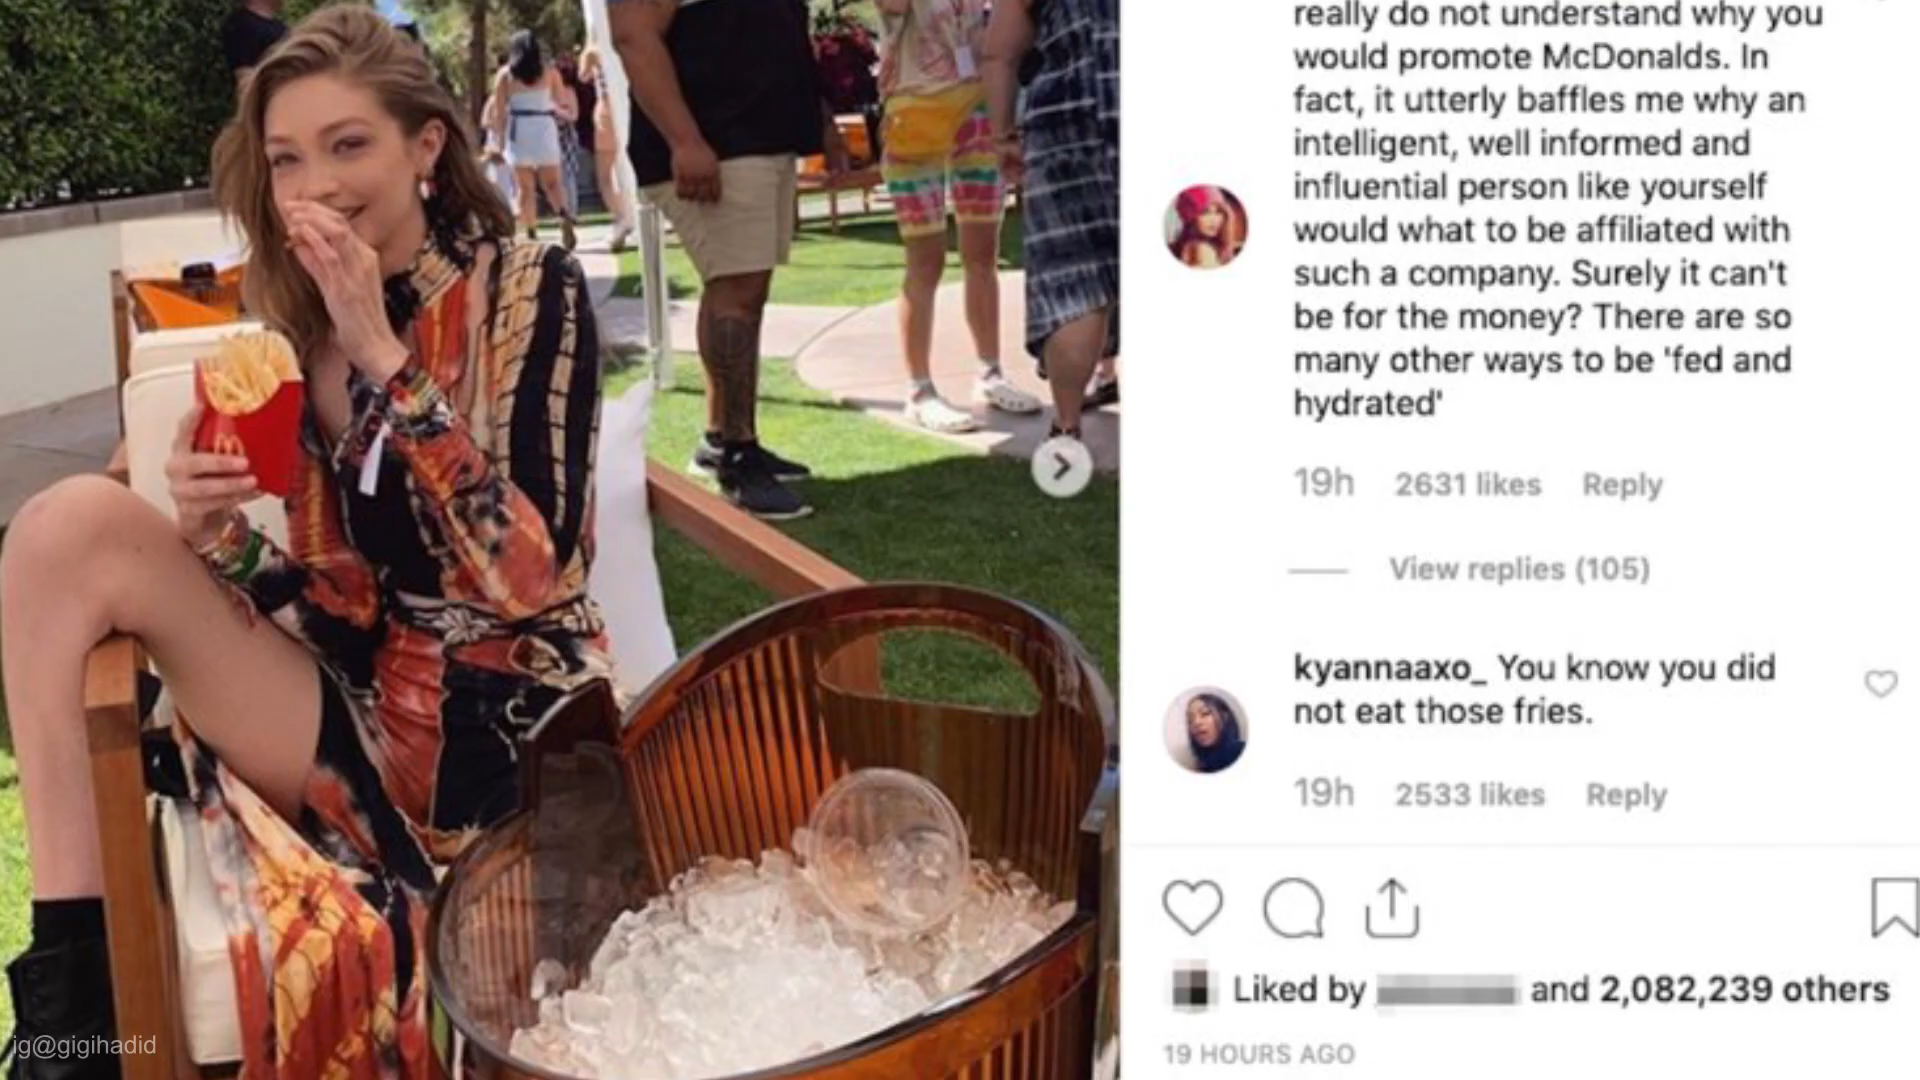 really do not understand why you
would promote McDonalds. In
fact, it utterly baffles me why an
intelligent, well informed and
influential person like yourself
would what to be affiliated with
such a company. Surely it can't
be for the money? There are so
many other ways to be 'fed and
hydrated'
19h 2631 likes Reply
View replies (105)
kyannaaxo_ You know you did
not eat those fries.
19h 2533 likes Reply
Liked by and 2,082,239 others
19 HOURS AGO
ig@gigihadid